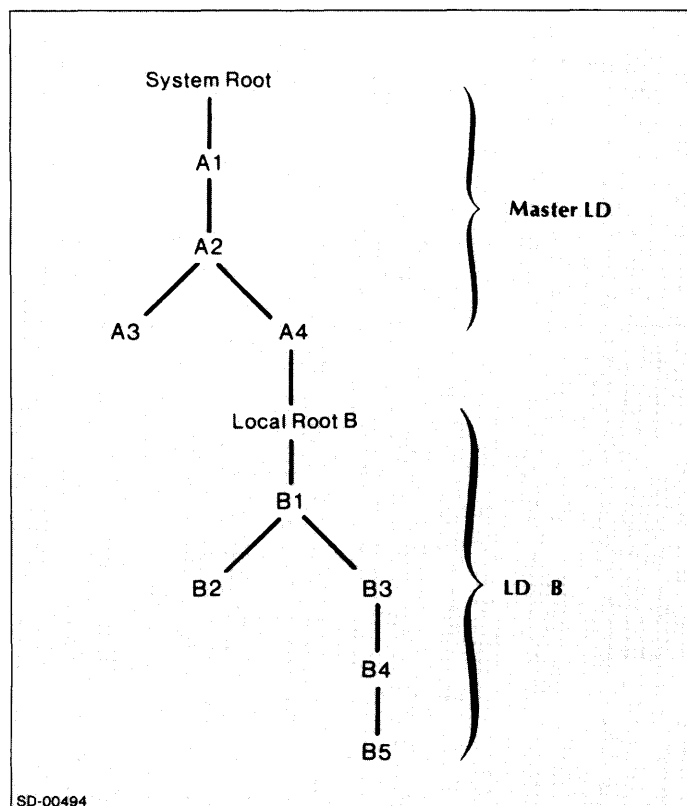 System Root
A1
Master LD
A2
A3 A4
Local Root B
B1
B2 B3
LD B
B4
B5
SD-00494